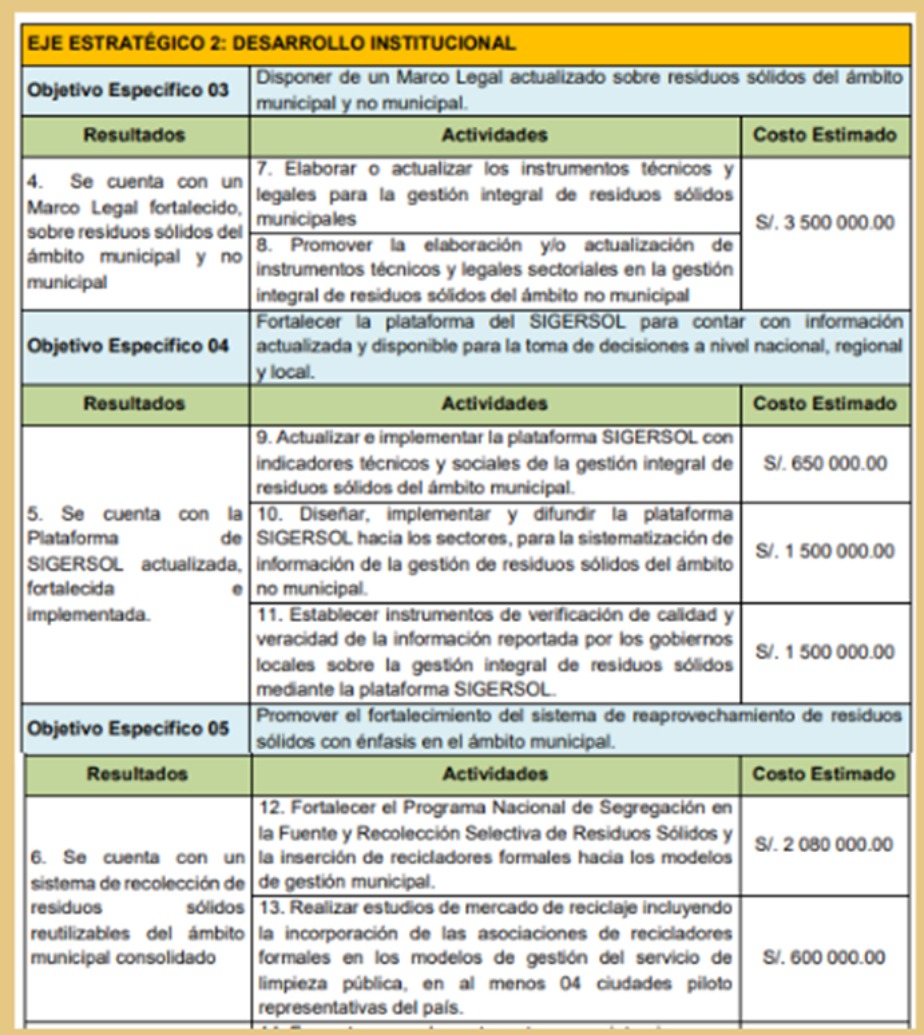 EJE ESTRATÉGICO 2: DESARROLLO INSTITUCIONAL
Objetivo Específico 03
Disponer de un Marco Legal actualizado sobre residuos sólidos del ámbito
municipal y no municipal.
Resultados
Actividades
Costo Estimado
4. Se cuenta con un
Marco Legal fortalecido,
sobre residuos sólidos del
ámbito municipal y no
municipal
7. Elaborar o actualizar los instrumentos técnicos y
legales para la gestión integral de residuos sólidos
municipales
8. Promover la elaboración y/o actualización de
instrumentos técnicos y legales sectoriales en la gestión
integral de residuos sólidos del ámbito no municipal
S/. 3 500 000.00
Objetivo Específico 04
Fortalecer la plataforma del SIGERSOL para contar con información
actualizada y disponible para la toma de decisiones a nivel nacional, regional
y local.
Resultados
Actividades
Costo Estimado
5. Se cuenta con la
Plataforma de
SIGERSOL actualizada,
fortalecida e
implementada.
9. Actualizar e implementar la plataforma SIGERSOL con
indicadores técnicos y sociales de la gestión integral de
residuos sólidos del ámbito municipal.
S/. 650 000.00
10. Diseñar, implementar y difundir la plataforma
SIGERSOL hacia los sectores, para la sistematización de
información de la gestión de residuos sólidos del ámbito
no municipal.
S/. 1 500 000.00
11. Establecer instrumentos de verificación de calidad y
veracidad de la información reportada por los gobiernos
locales sobre la gestión integral de residuos sólidos
mediante la plataforma SIGERSOL.
S/. 1 500 000.00
Objetivo Específico 05
Promover el fortalecimiento del sistema de reaprovechamiento de residuos
sólidos con énfasis en el ámbito municipal.
Resultados
Actividades
Costo Estimado
6. Se cuenta con un
sistema de recolección de
residuos sólidos
reutilizables del ámbito
municipal consolidado
12. Fortalecer el Programa Nacional de Segregación en
la Fuente y Recolección Selectiva de Residuos Sólidos y
la inserción de recicladores formales hacia los modelos
de gestión municipal.
S/. 2 080 000.00
13. Realizar estudios de mercado de reciclaje incluyendo
la incorporación de las asociaciones de recicladores
formales en los modelos de gestión del servicio de
limpieza pública, en al menos 04 ciudades piloto
representativas del país.
S/. 600 000.00